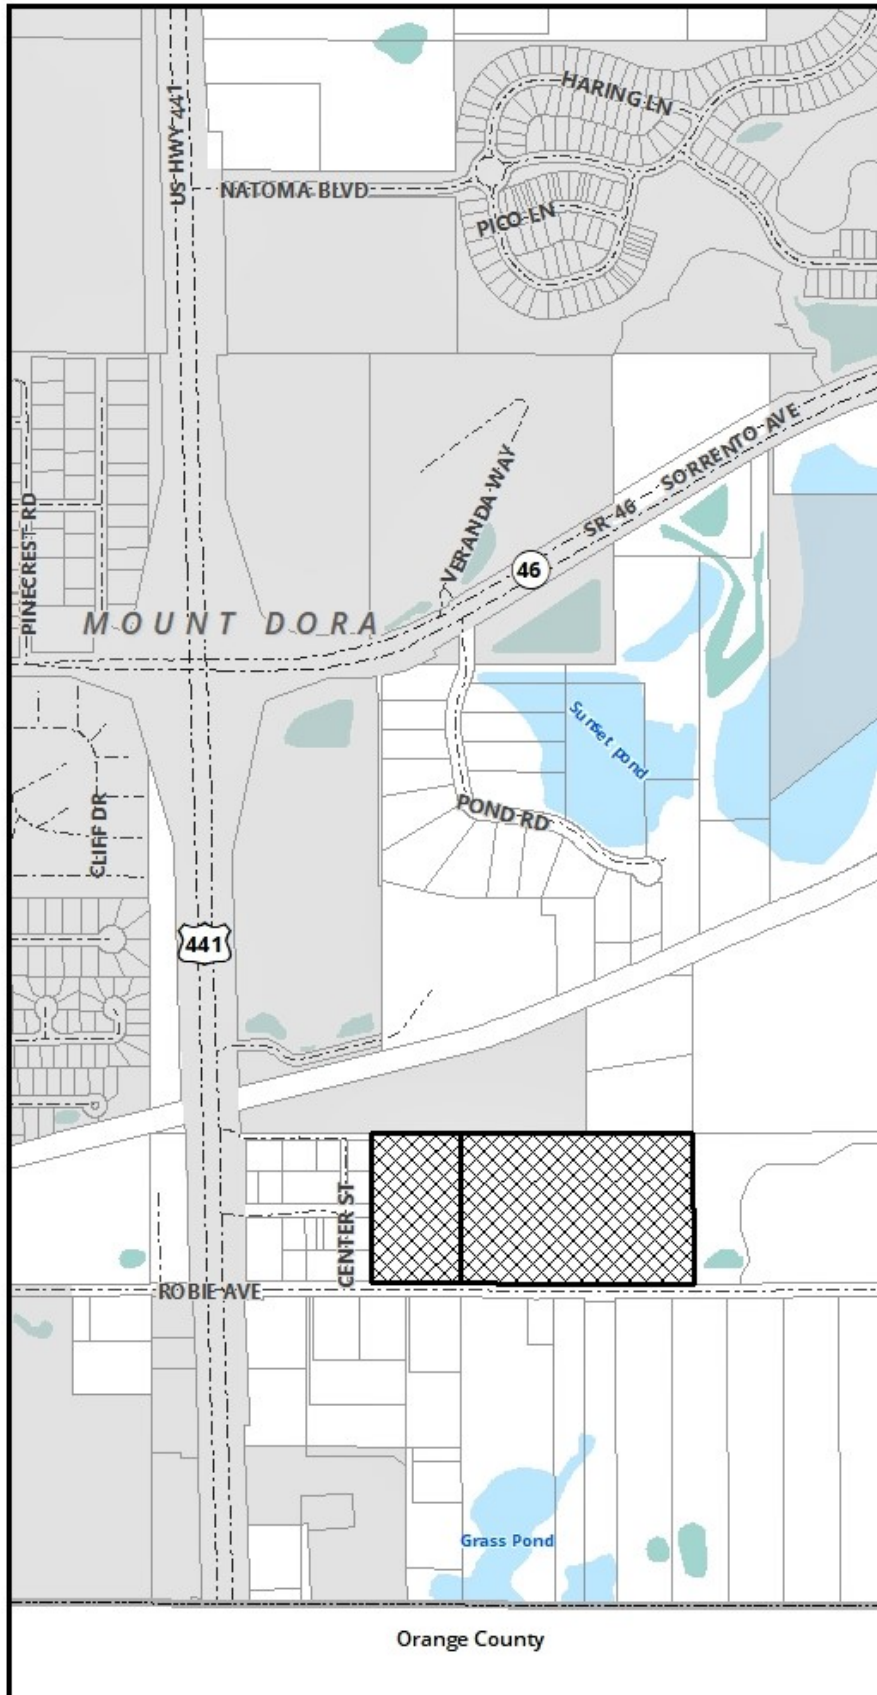 HARING LN
US HWY 441
NATOMA BLVD
PICO LN
SR 46 SORRENTO AVE
VERANDA WAY
PINECREST RD
46
MOUNT DORA
Sunset pond
POND RD
CLIFF DR
441
CENTER ST
ROBIE AVE
Grass Pond
Orange County